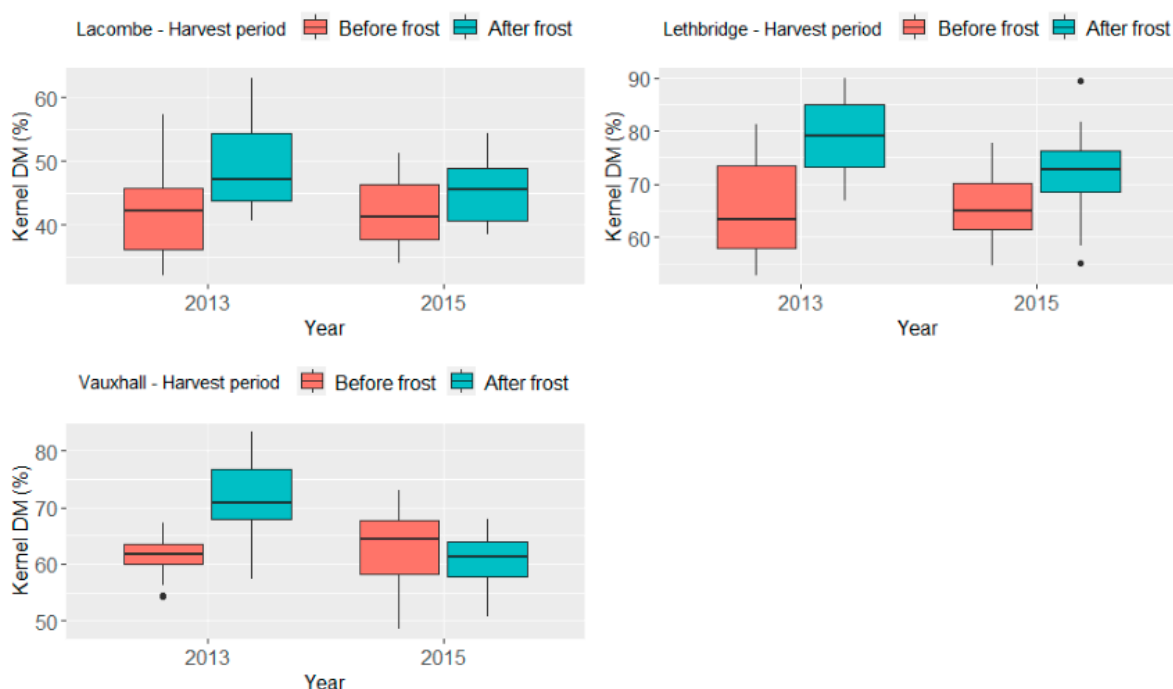 Lacombe - Harvest period Before frost After frost
Kernel DM (%)
60
50
40
2013 2015
Year
Lethbridge - Harvest period Before frost After frost
Kernel DM (%)
90
80
70
60
2013 2015
Year
Vauxhall - Harvest period Before frost After frost
Kernel DM (%)
80
70
60
50
2013 2015
Year